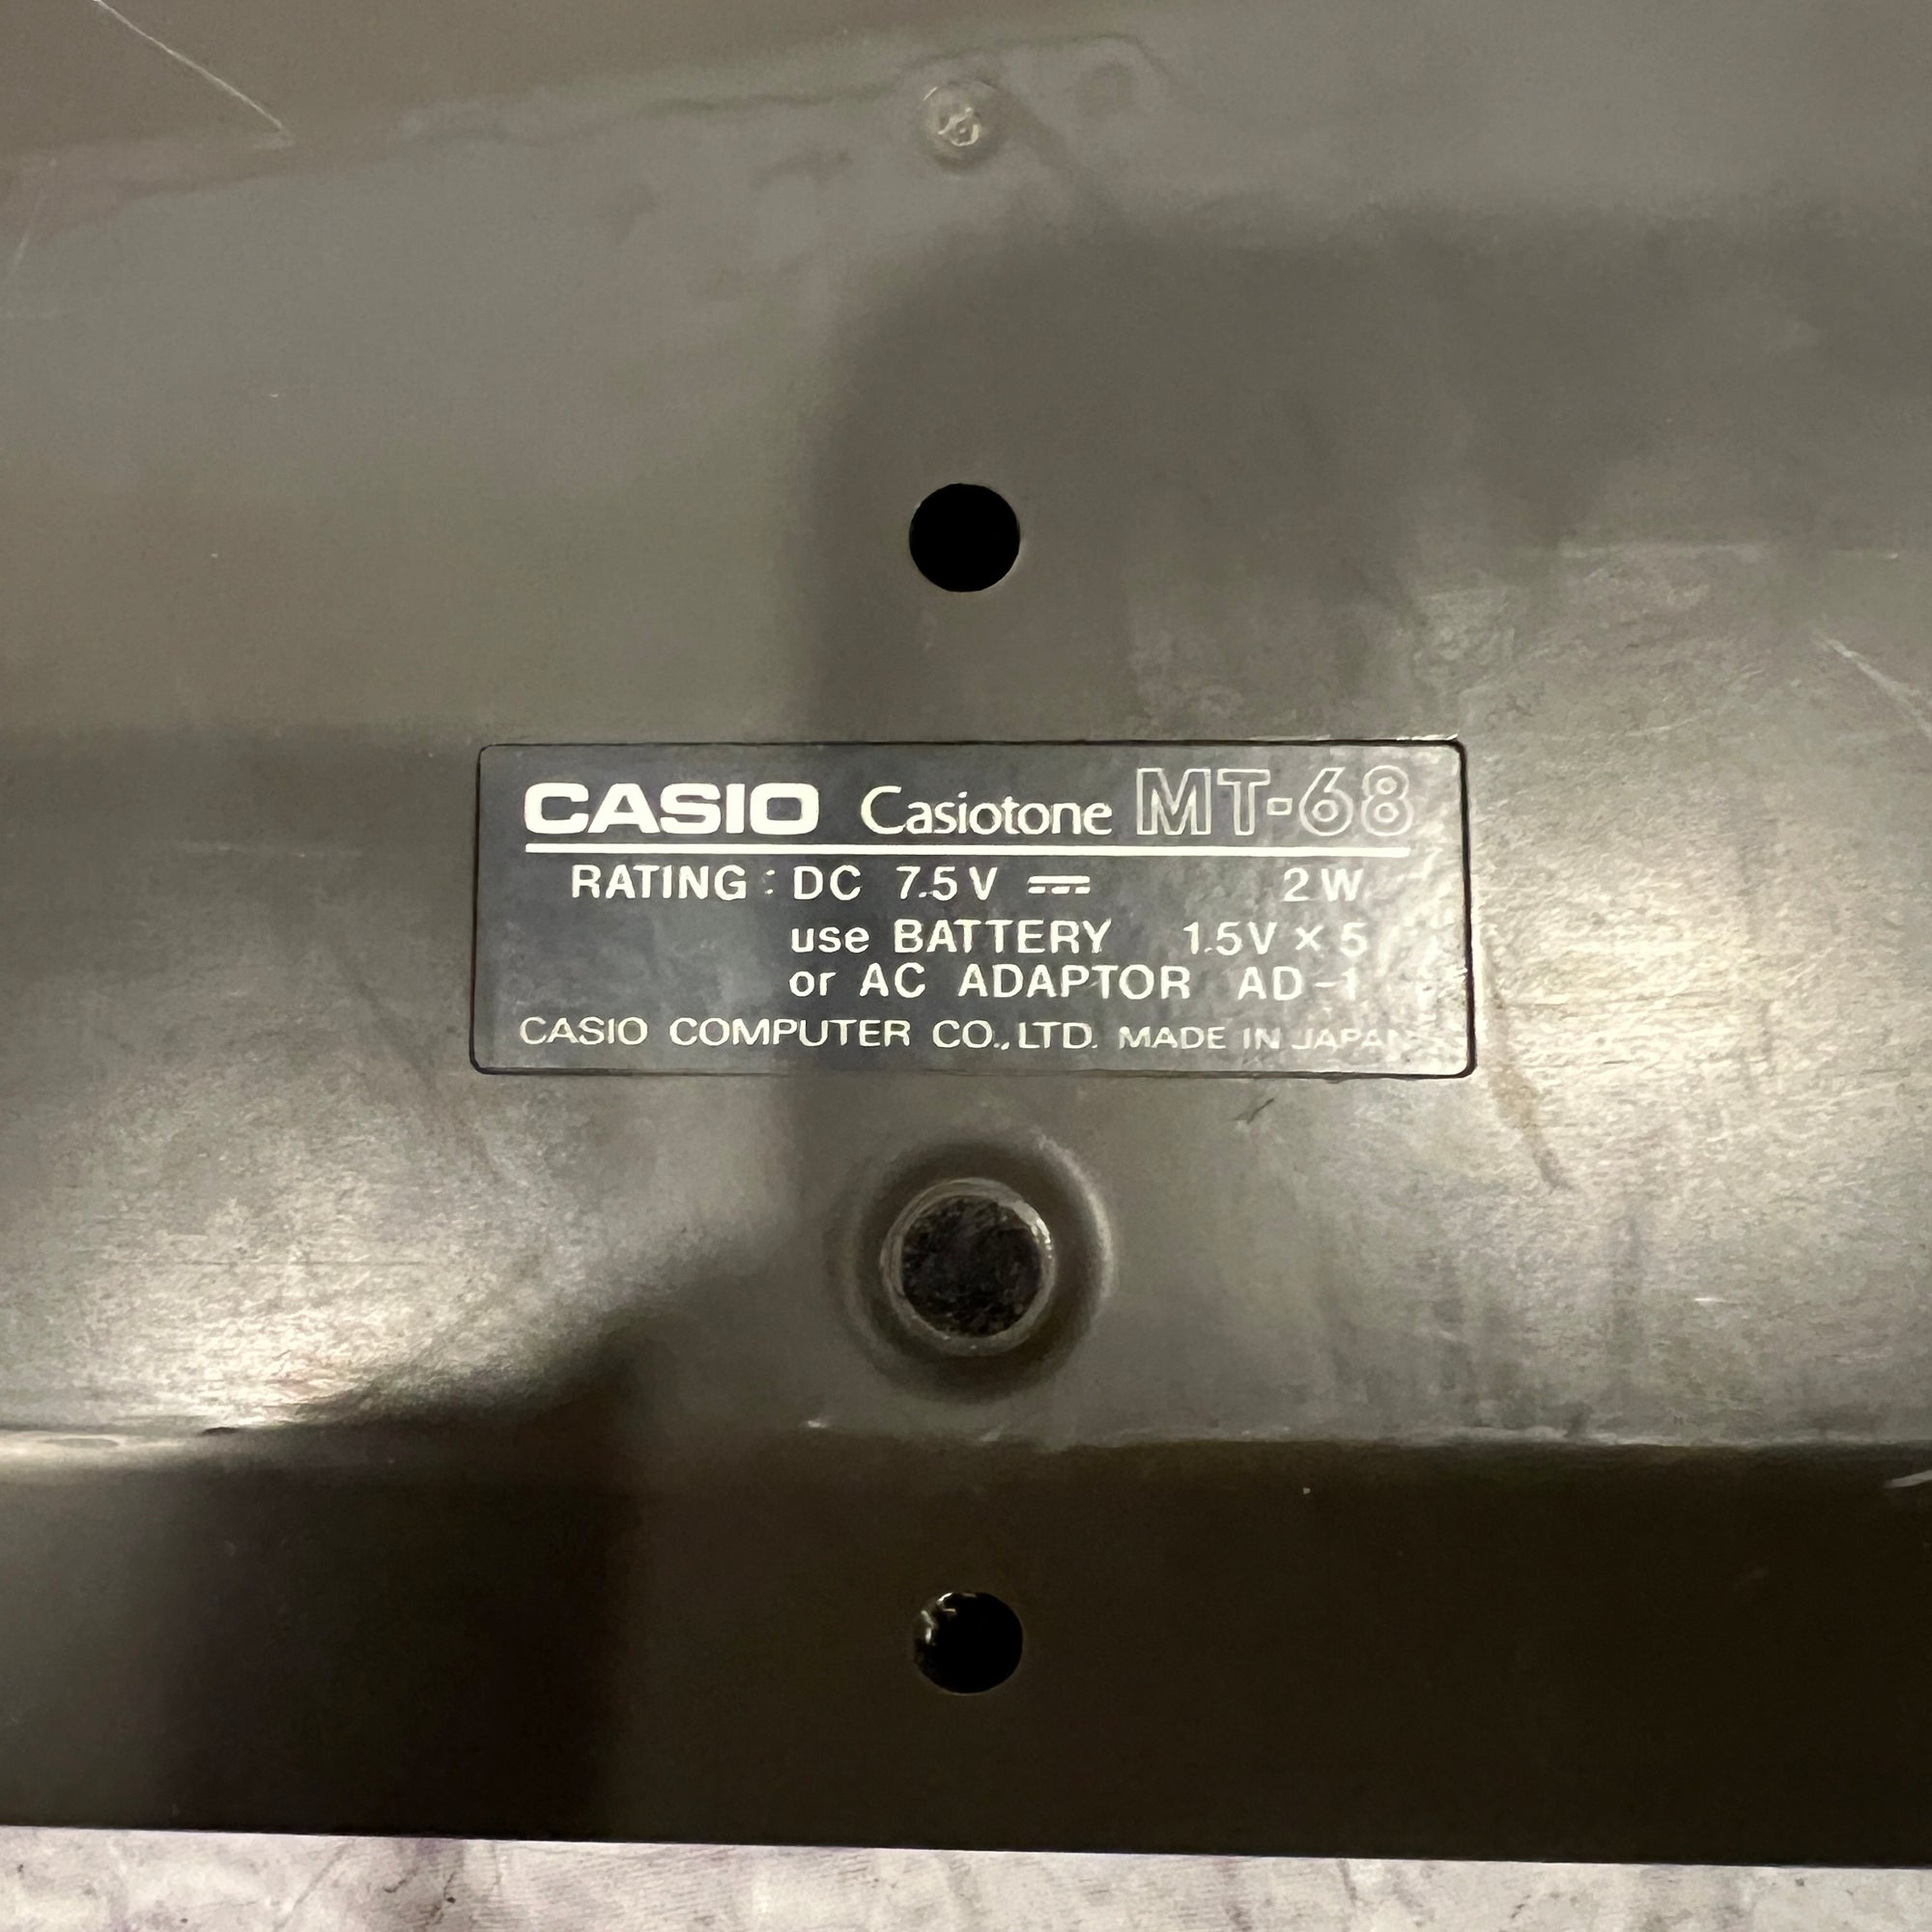 CASIO Casiotone MT-68
RATING : DC 7.5V ⎓ 2W
use BATTERY 1.5V × 5
or AC ADAPTOR AD-1
CASIO COMPUTER CO., LTD. MADE IN JAPAN